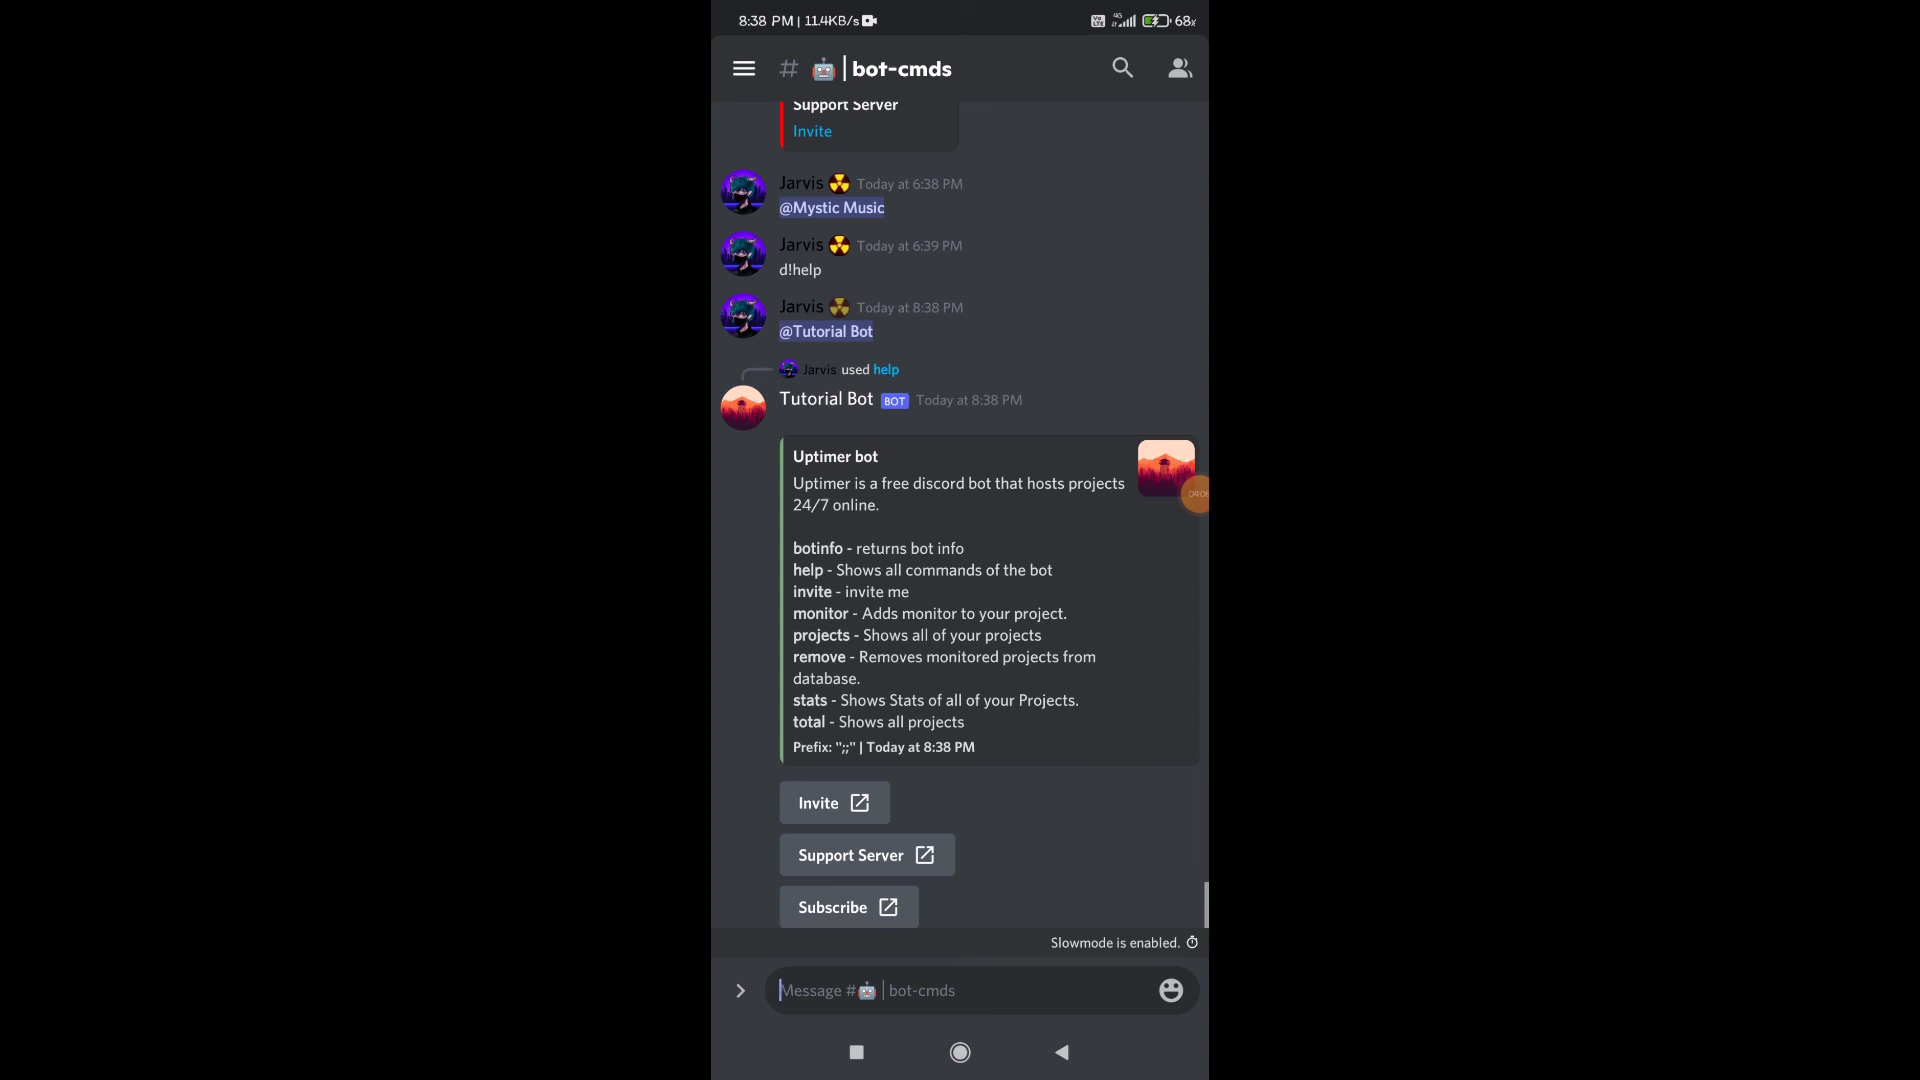 8:38 PM | 11.4KB/s
Vo LTE 4G 68%
# 🤖 | bot-cmds
Support Server
Invite
Jarvis ☢ Today at 6:38 PM
@Mystic Music
Jarvis ☢ Today at 6:39 PM
d!help
Jarvis ☢ Today at 8:38 PM
@Tutorial Bot
Jarvis used help
Tutorial Bot BOT Today at 8:38 PM
Uptimer bot
Uptimer is a free discord bot that hosts projects
24/7 online.
04:06
botinfo - returns bot info
help - Shows all commands of the bot
invite - invite me
monitor - Adds monitor to your project.
projects - Shows all of your projects
remove - Removes monitored projects from
database.
stats - Shows Stats of all of your Projects.
total - Shows all projects
Prefix: ";;" | Today at 8:38 PM
Invite
Support Server
Subscribe
Slowmode is enabled.
Message #🤖 | bot-cmds